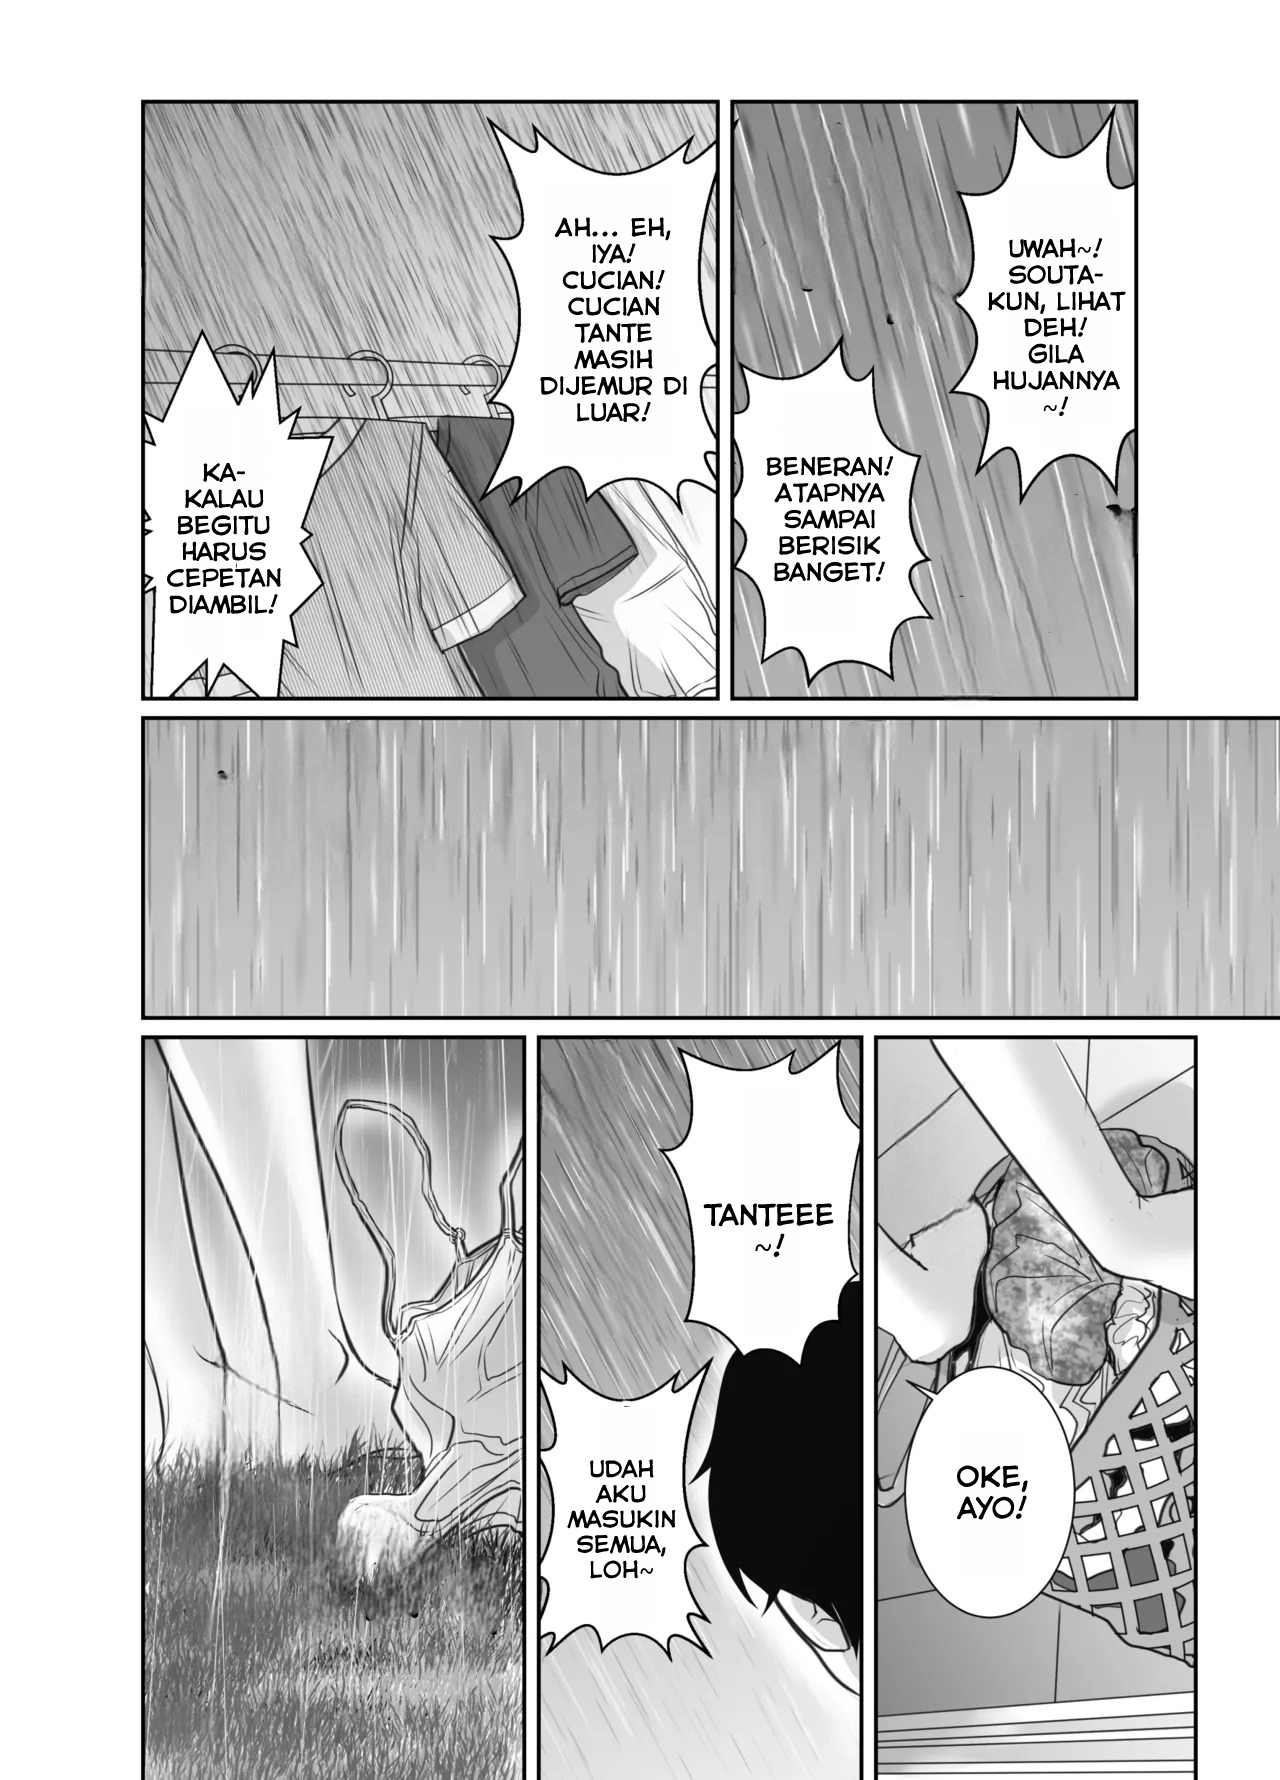 UWAH~!
SOUTA-
KUN, LIHAT
DEH!
GILA
HUJANNYA
~!
BENERAN!
ATAPNYA
SAMPAI
BERISIK
BANGET!
AH... EH,
IYA!
CUCIAN!
CUCIAN
TANTE
MASIH
DIJEMUR DI
LUAR!
KA-
KALAU
BEGITU
HARUS
CEPETAN
DIAMBIL!
OKE,
AYO!
TANTEEE
~!
UDAH
AKU
MASUKIN
SEMUA,
LOH~